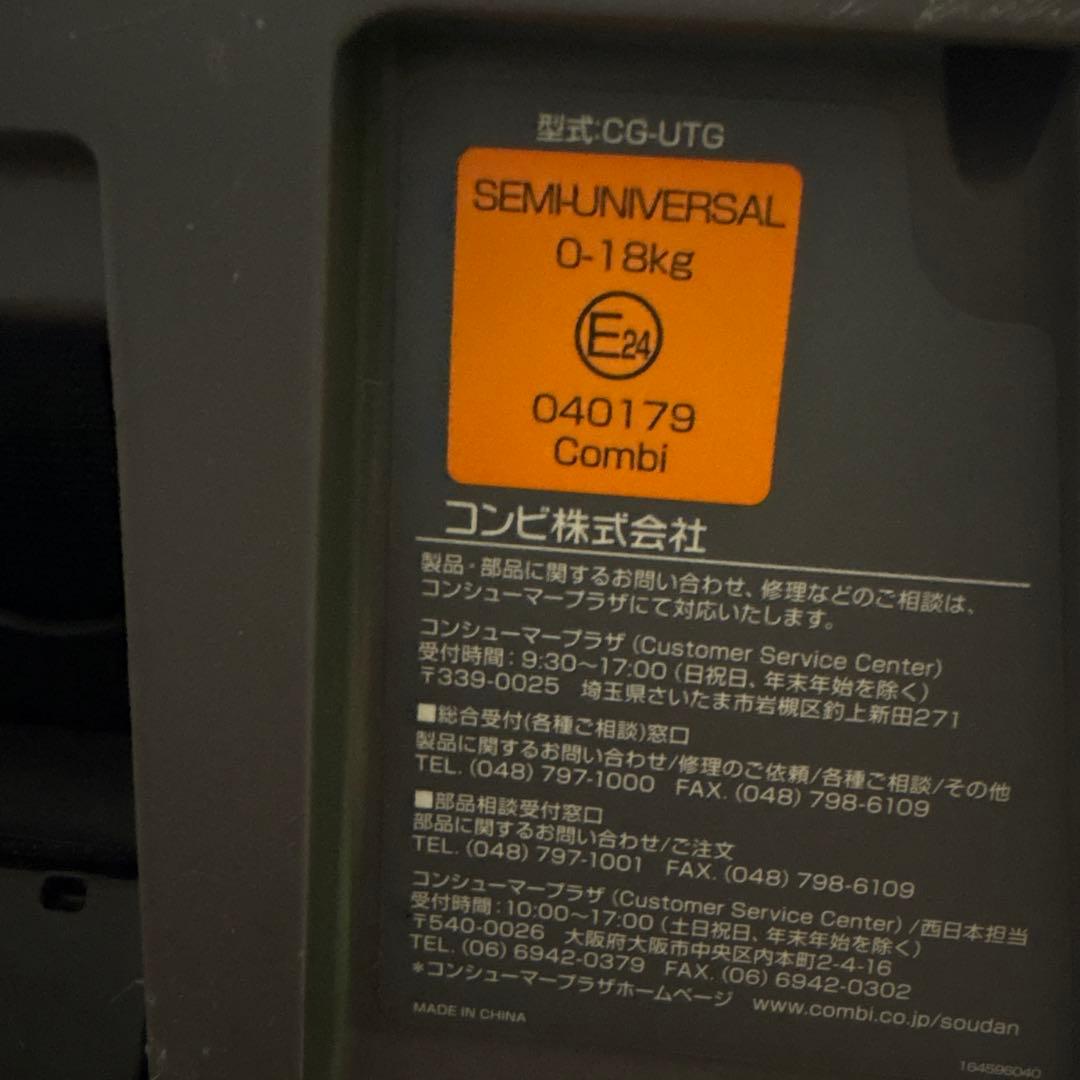 型式:CG-UTG
SEMI-UNIVERSAL
0-18kg
E24
040179
Combi
コンビ株式会社
製品・部品に関するお問い合わせ、修理などのご相談は、
コンシューマープラザにて対応いたします。
コンシューマープラザ (Customer Service Center)
受付時間:9:30～17:00 (日祝日、年末年始を除く)
〒339-0025 埼玉県さいたま市岩槻区釣上新田271
■総合受付(各種ご相談)窓口
製品に関するお問い合わせ/修理のご依頼/各種ご相談/その他
TEL. (048) 797-1000 FAX. (048) 798-6109
■部品相談受付窓口
部品に関するお問い合わせ/ご注文
TEL. (048) 797-1001 FAX. (048) 798-6109
コンシューマープラザ (Customer Service Center) /西日本担当
受付時間:10:00～17:00 (土日祝日、年末年始を除く)
〒540-0026 大阪府大阪市中央区内本町2-4-16
TEL. (06) 6942-0379 FAX. (06) 6942-0302
*コンシューマープラザホームページ www.combi.co.jp/soudan
MADE IN CHINA
164596040